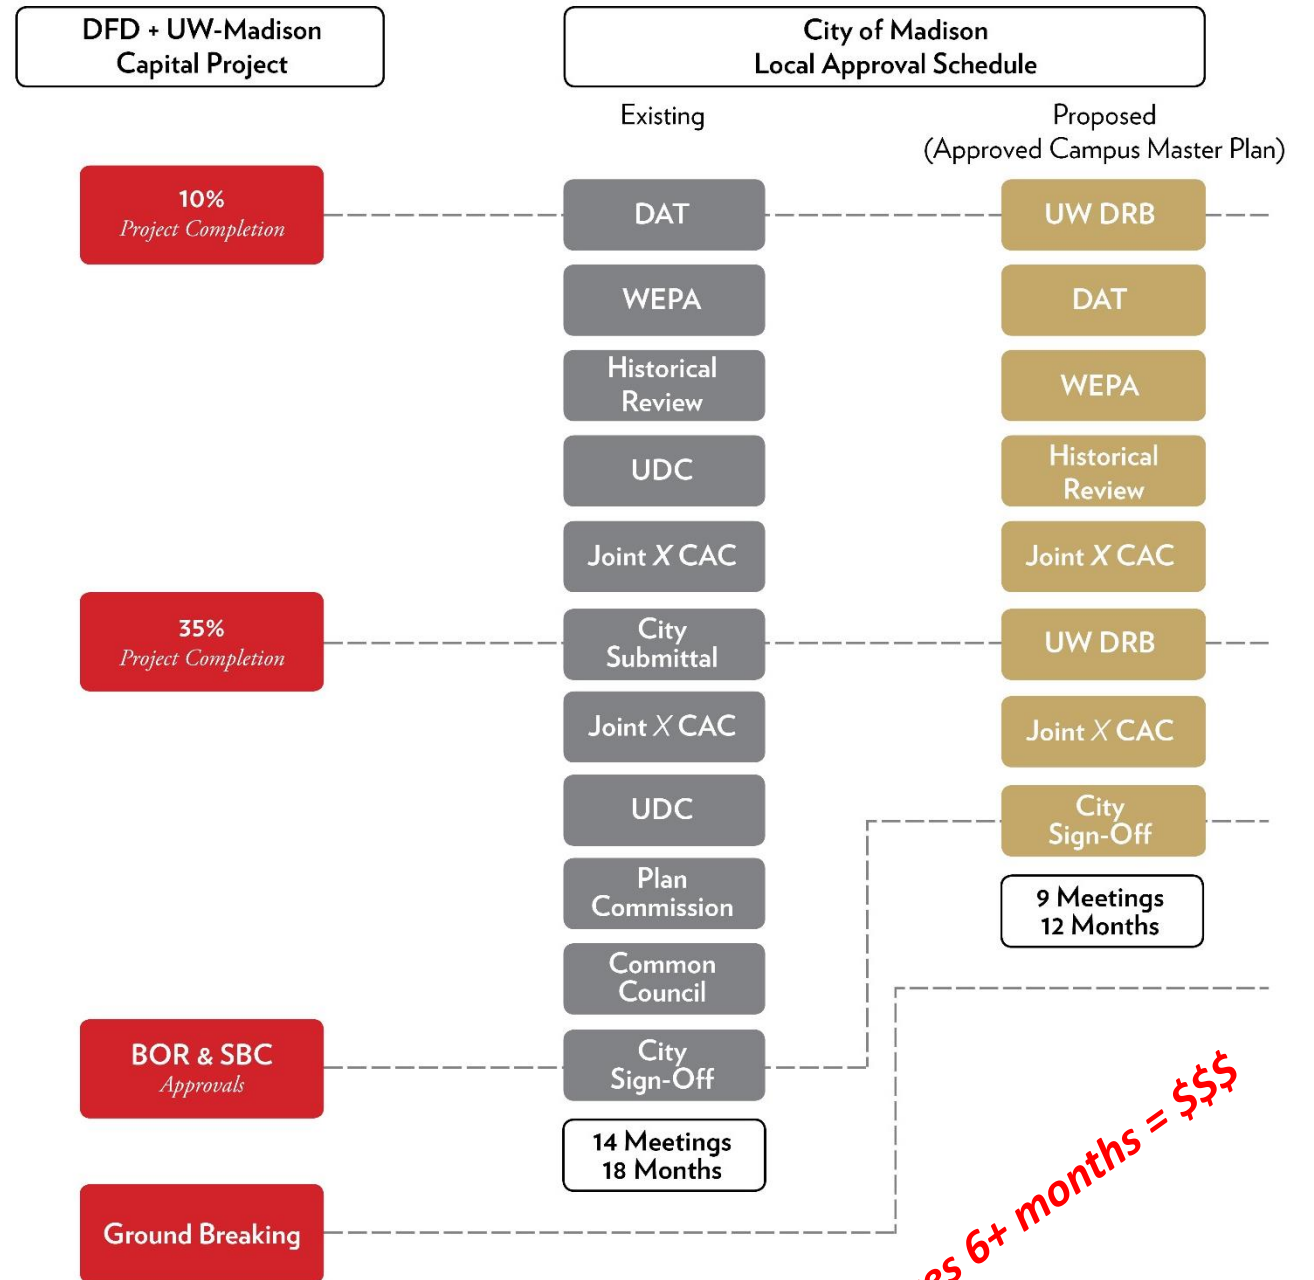 DFD + UW-Madison
Capital Project
City of Madison
Local Approval Schedule
Existing
Proposed
(Approved Campus Master Plan)
10%
Project Completion
DAT
UW DRB
WEPA
DAT
Historical
Review
WEPA
UDC
Historical
Review
Joint X CAC
Joint X CAC
35%
Project Completion
City
Submittal
UW DRB
Joint X CAC
Joint X CAC
UDC
City
Sign-Off
Plan
Commission
9 Meetings
12 Months
Common
Council
BOR & SBC
Approvals
City
Sign-Off
14 Meetings
18 Months
Ground Breaking
6+ months = $$$